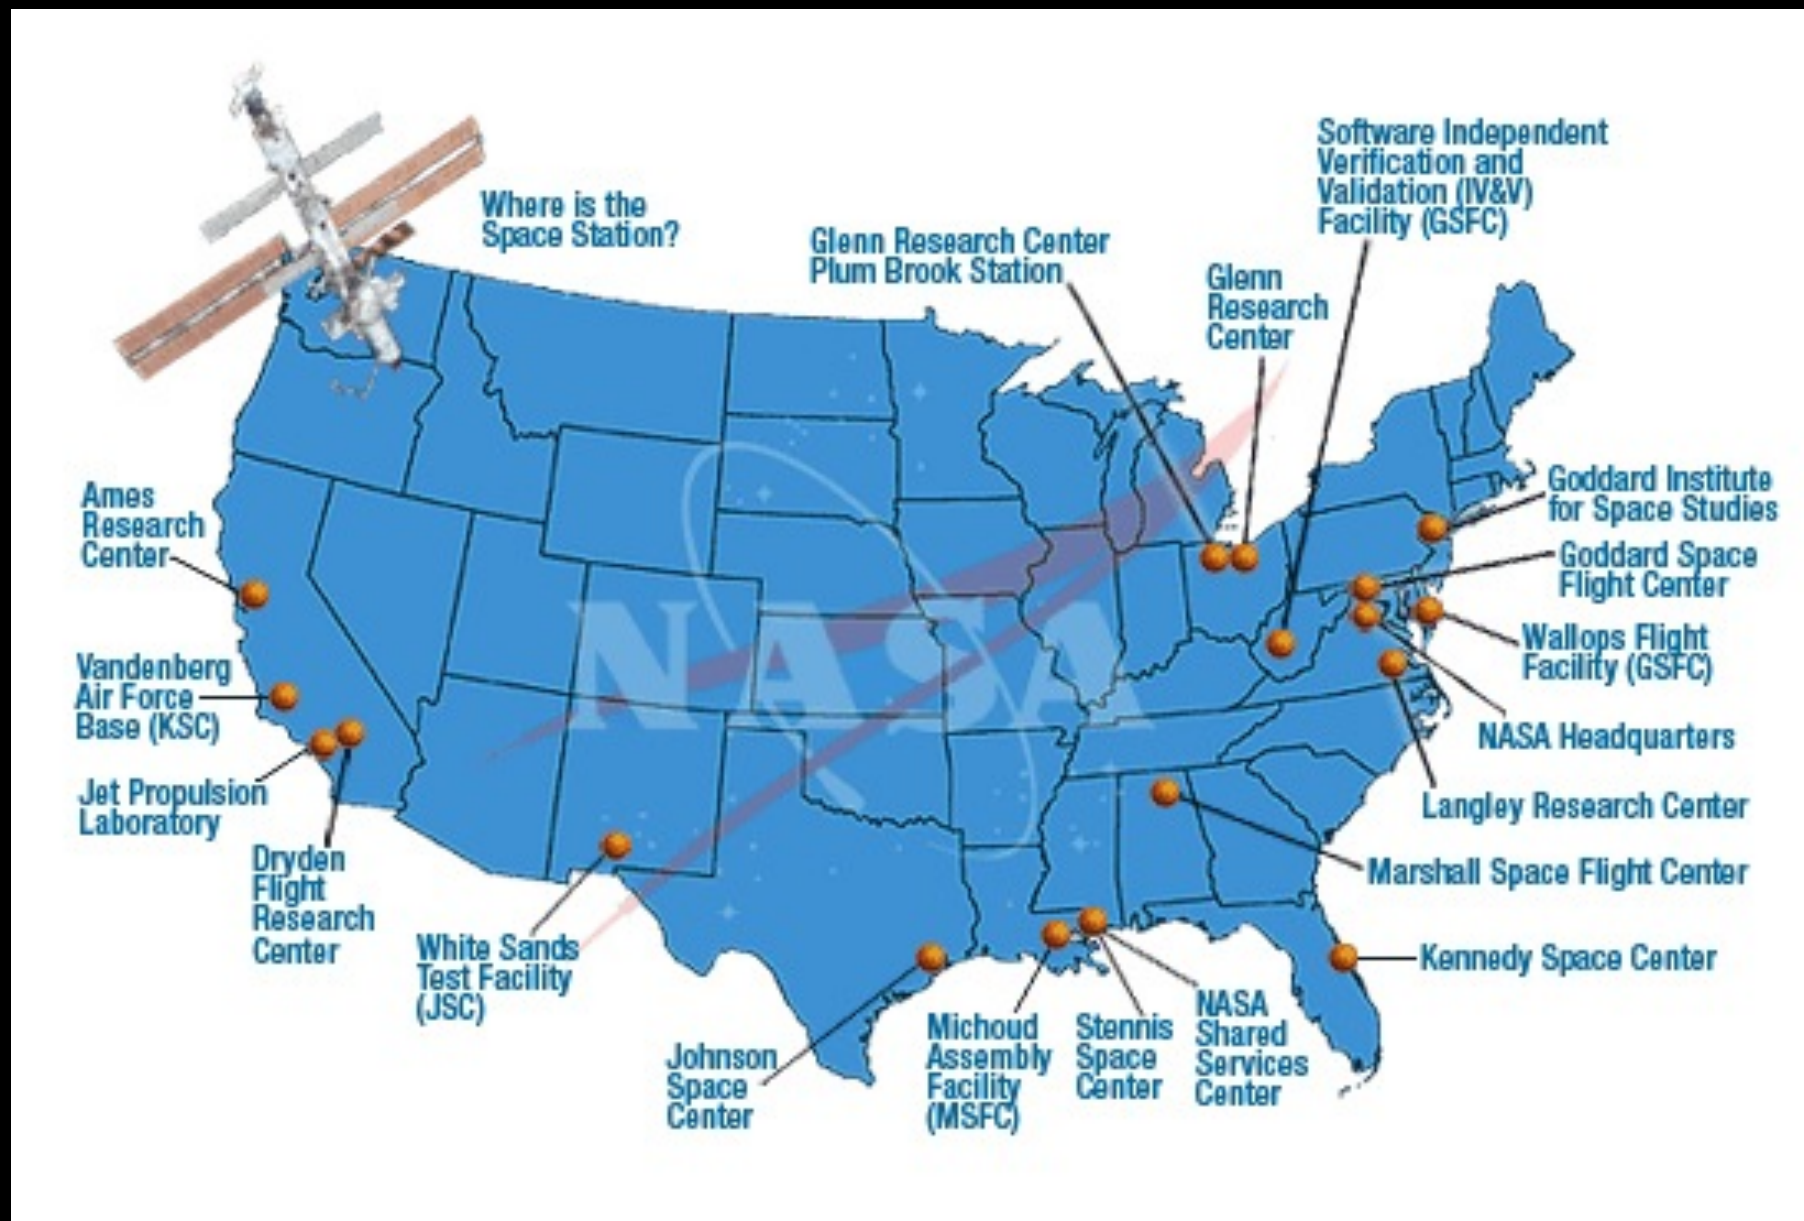 Where is the
Space Station?
Glenn Research Center
Plum Brook Station
Glenn
Research
Center
Software Independent
Verification and
Validation (IV&V)
Facility (GSFC)
Ames
Research
Center
Vandenberg
Air Force
Base (KSC)
Jet Propulsion
Laboratory
Dryden
Flight
Research
Center
White Sands
Test Facility
(JSC)
Johnson
Space
Center
Michoud
Assembly
Facility
(MSFC)
Stennis
Space
Center
NASA
Shared
Services
Center
Goddard Institute
for Space Studies
Goddard Space
Flight Center
Wallops Flight
Facility (GSFC)
NASA Headquarters
Langley Research Center
Marshall Space Flight Center
Kennedy Space Center
NASA